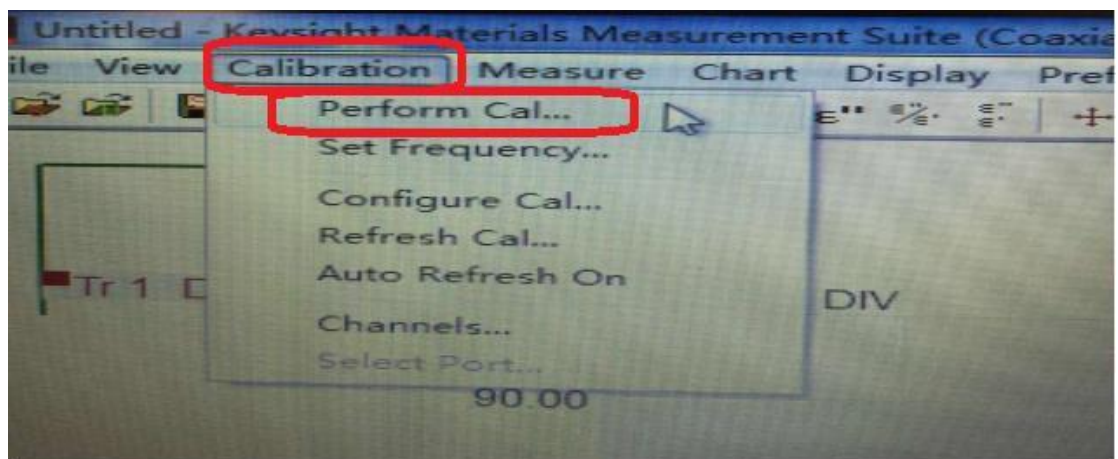 Untitled - Keysight Materials Measurement Suite (Coaxia
ile View Calibration Measure Chart Display Pref
Perform Cal...
ε" ε"/ε' ε" ε'
Set Frequency...
Configure Cal...
Refresh Cal...
Auto Refresh On
Tr 1 D
DIV
Channels...
Select Port...
90.00